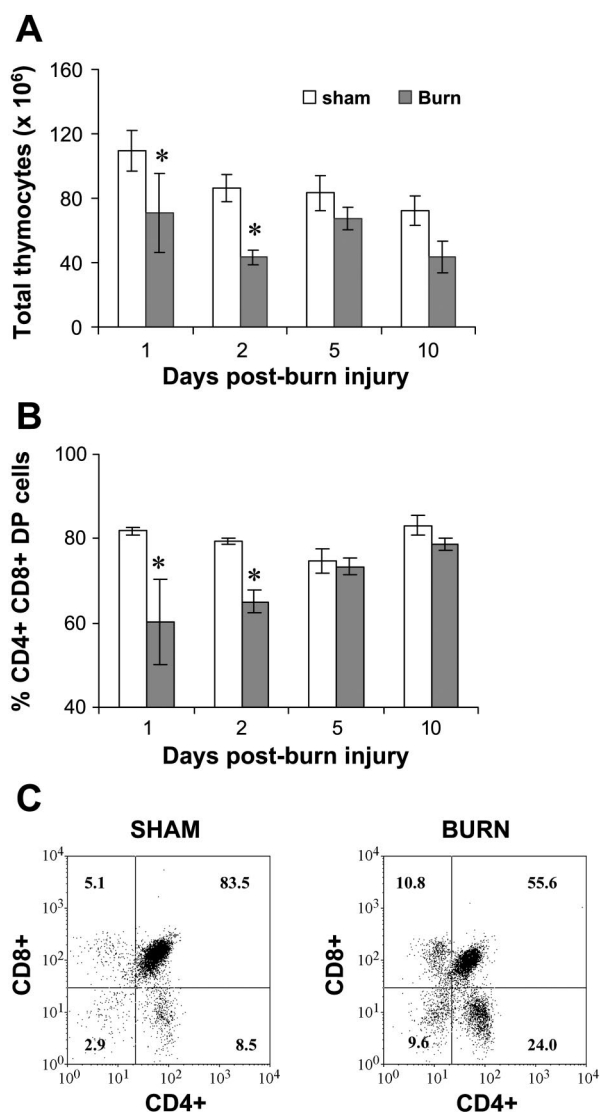 A
Total thymocytes (x 10⁶)
160
120
80
40
0
sham Burn
*
*
1 2 5 10
Days post-burn injury
B
% CD4+ CD8+ DP cells
100
80
60
40
*
*
1 2 5 10
Days post-burn injury
C
SHAM
CD8+
10⁴
10³
10²
10¹
10⁰
5.1 83.5
2.9 8.5
10⁰ 10¹ 10² 10³ 10⁴
CD4+
BURN
CD8+
10⁴
10³
10²
10¹
10⁰
10.8 55.6
9.6 24.0
10⁰ 10¹ 10² 10³ 10⁴
CD4+